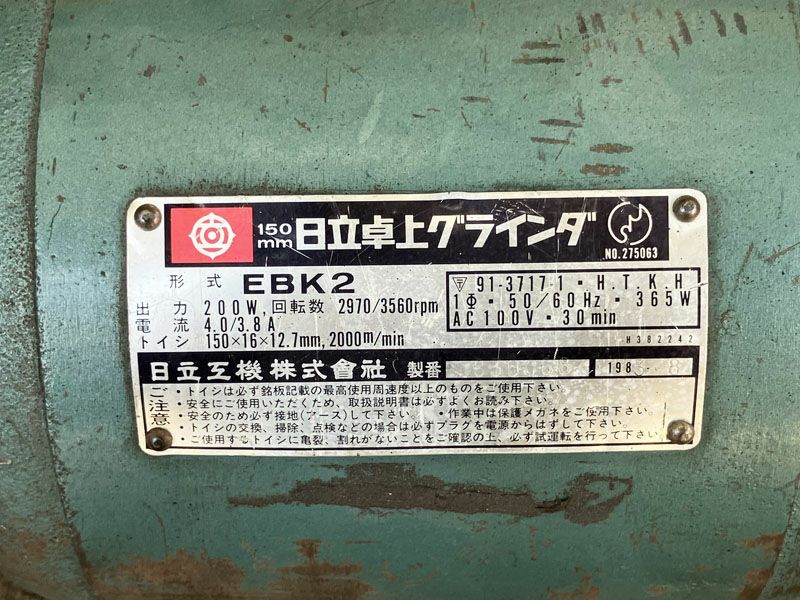 150mm 日立卓上グラインダ
NO.275063
形式 EBK2
出力 200W, 回転数 2970/3560rpm
電流 4.0/3.8A
トイシ 150×16×12.7mm, 2000m/min
91-3717-1・H.T.K.H
1Φ・50/60Hz・365W
AC100V・30min
H382242
日立工機株式會社 製番
198
ご注意
・トイシは必ず銘板記載の最高使用周速度以上のものをご使用下さい。
・安全にご使用いただくため、取扱説明書は必ずよくお読み下さい。
・安全のため必ず接地(アース)して下さい。・作業中は保護メガネをご使用下さい。
・トイシの交換、掃除、点検などの場合は必ずプラグを電源からはずして下さい。
・ご使用するトイシに亀裂、割れがないことをご確認の上、必ず試運転を行って下さい。